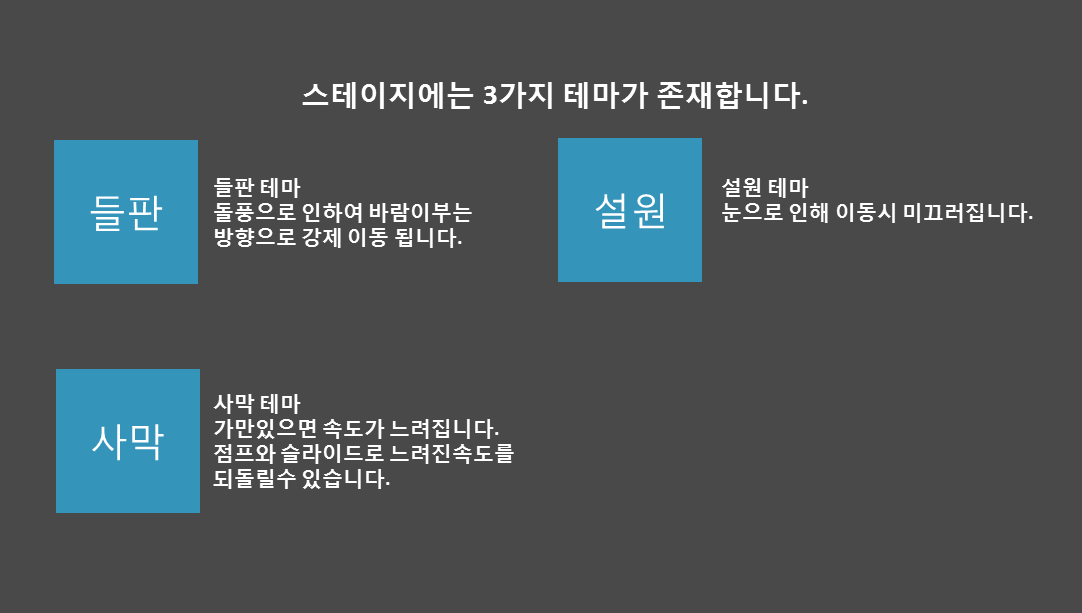 스테이지에는 3가지 테마가 존재합니다.
들판
들판 테마
돌풍으로 인하여 바람이부는
방향으로 강제 이동 됩니다.
설원
설원 테마
눈으로 인해 이동시 미끄러집니다.
사막
사막 테마
가만있으면 속도가 느려집니다.
점프와 슬라이드로 느려진속도를
되돌릴수 있습니다.